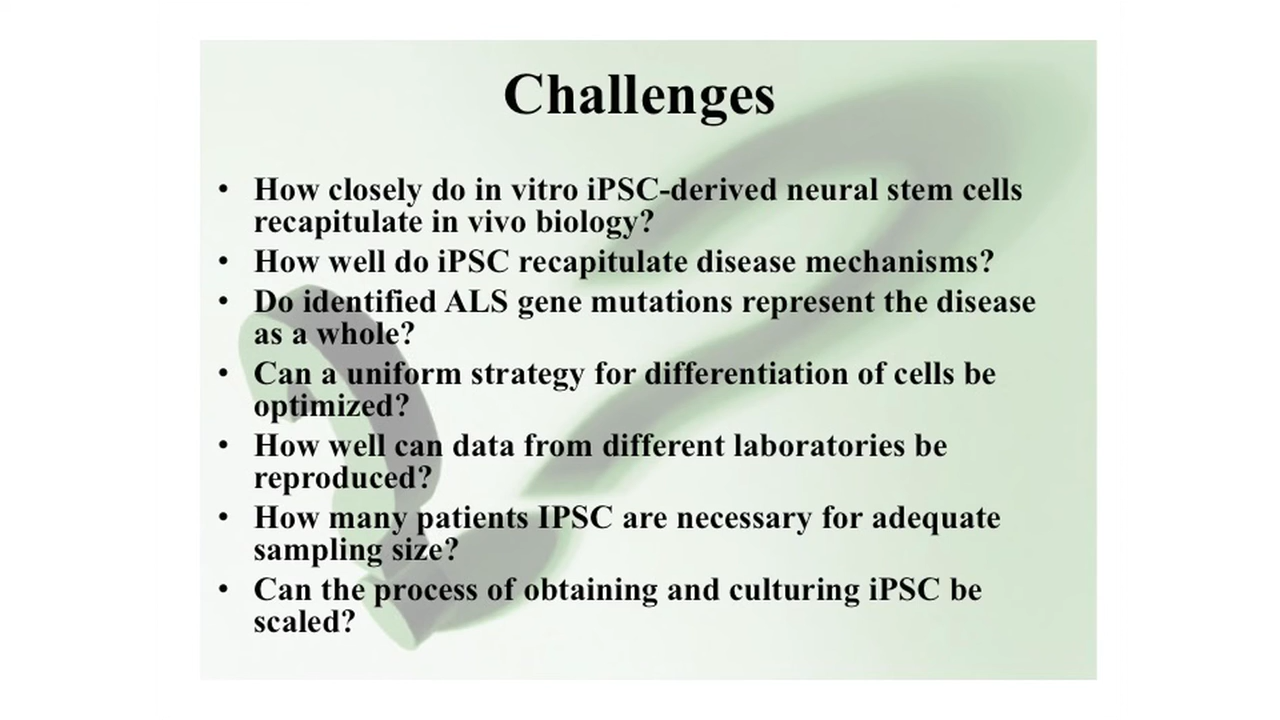 Challenges
• How closely do in vitro iPSC-derived neural stem cells
recapitulate in vivo biology?
• How well do iPSC recapitulate disease mechanisms?
• Do identified ALS gene mutations represent the disease
as a whole?
• Can a uniform strategy for differentiation of cells be
optimized?
• How well can data from different laboratories be
reproduced?
• How many patients IPSC are necessary for adequate
sampling size?
• Can the process of obtaining and culturing iPSC be
scaled?